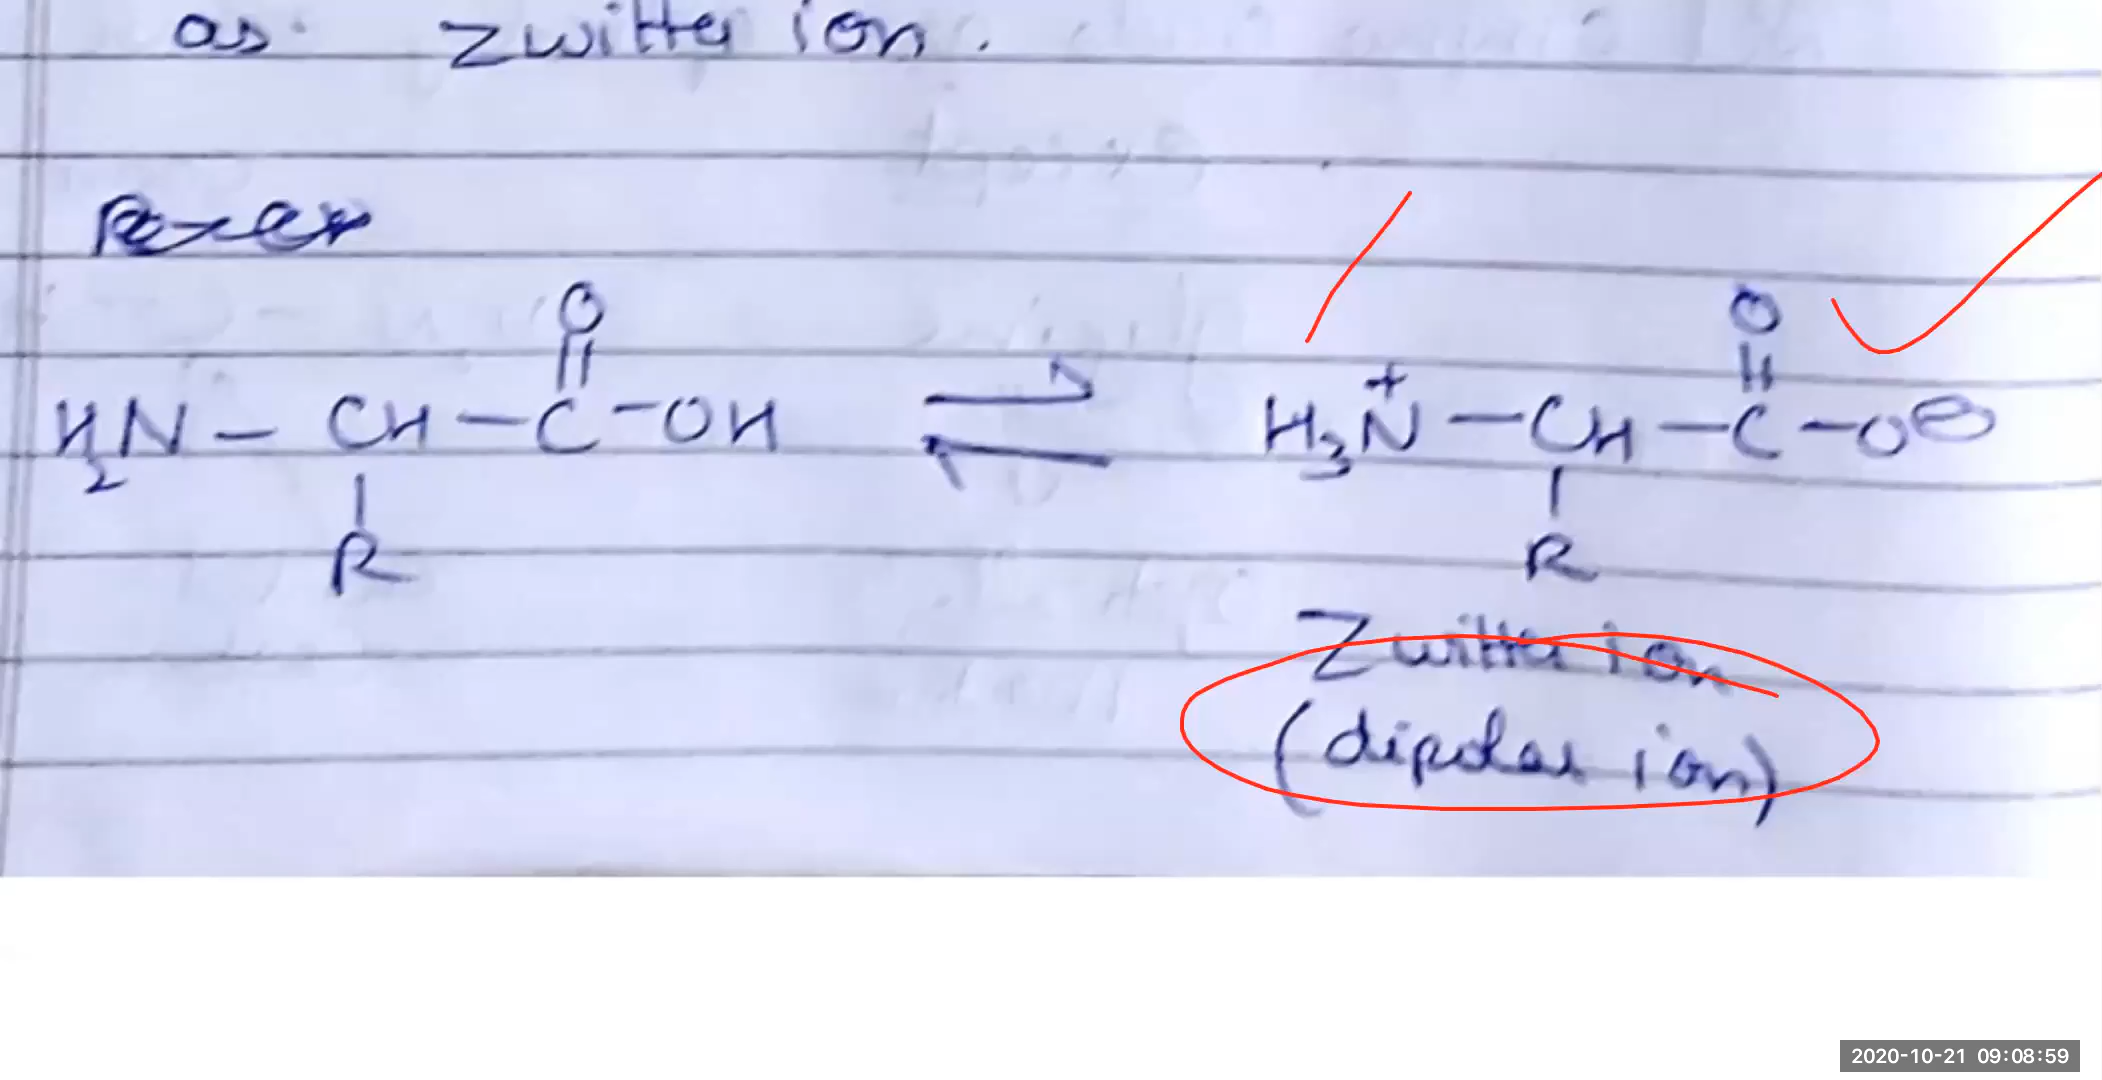 as zwitter ion.
O
||
H2N - CH - C - OH ⇌ H3N+ - CH - C - O⊖
O
||
|
R
|
R
Zwitter ion
(dipolar ion)
2020-10-21 09:08:59